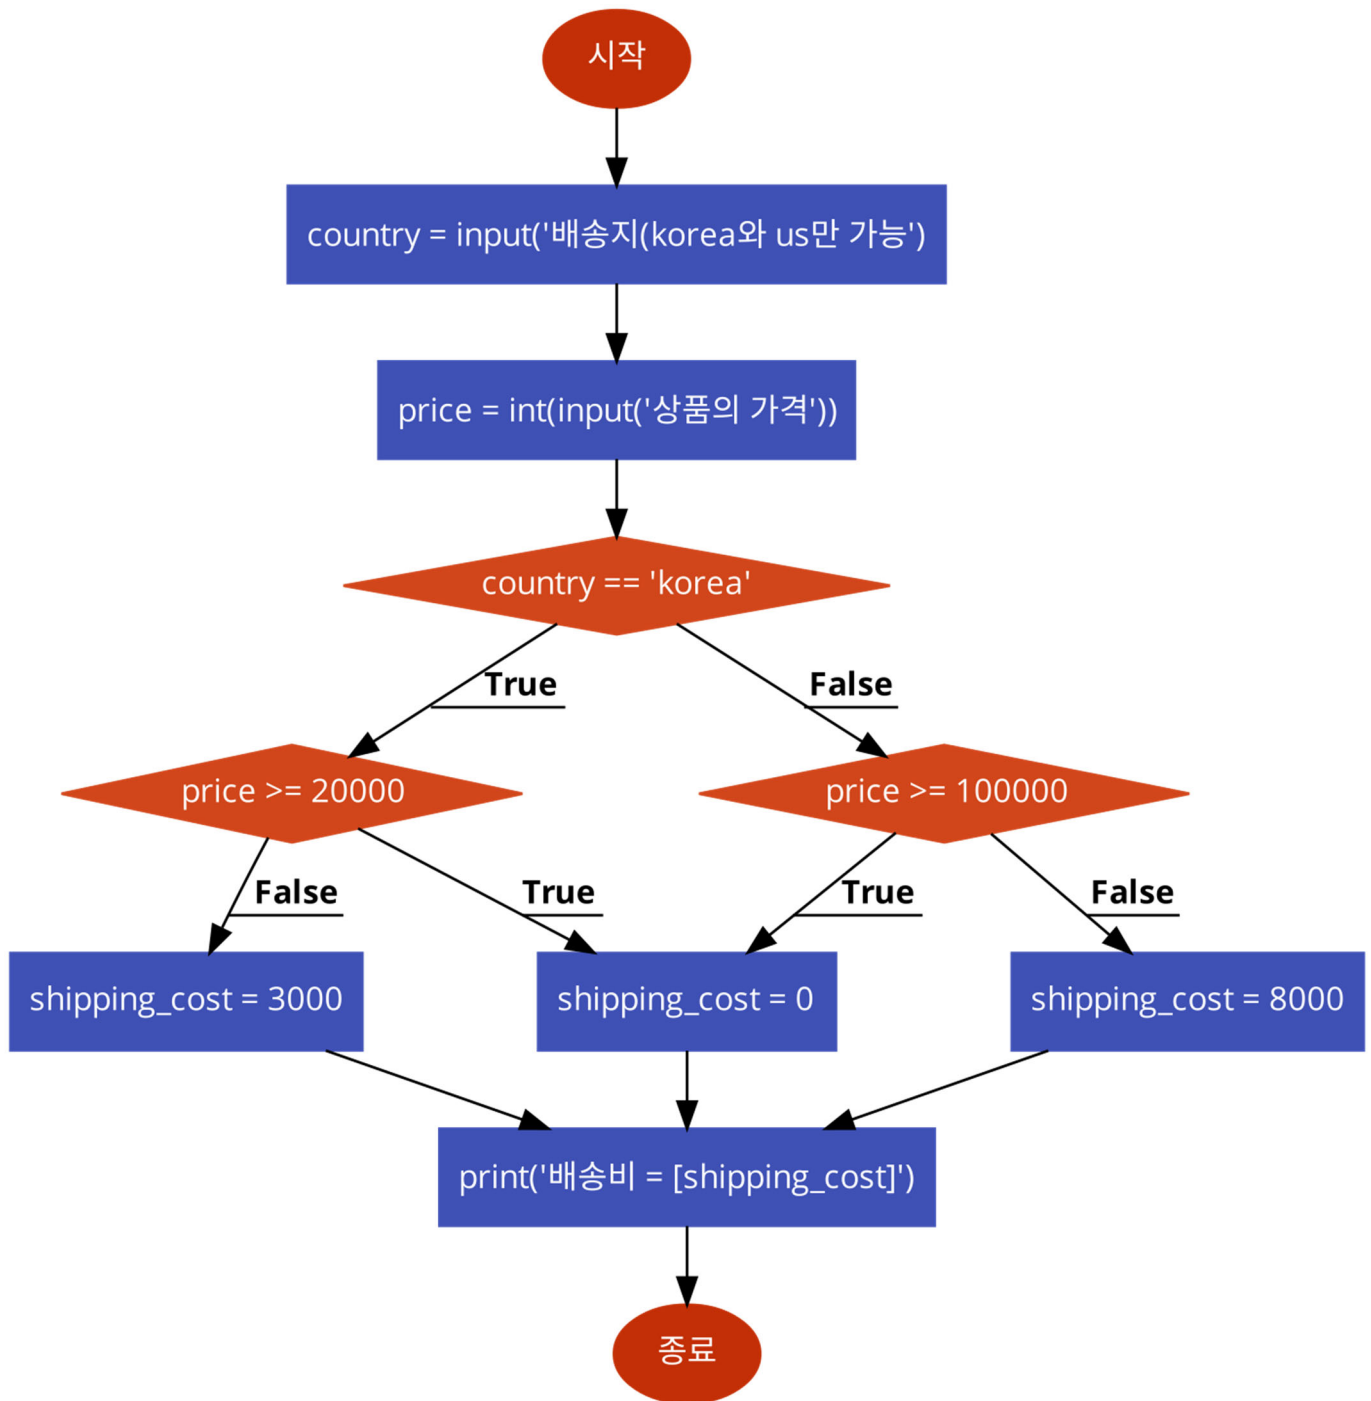 시작
country = input('배송지(korea와 us만 가능')
price = int(input('상품의 가격'))
country == 'korea'
True
False
price >= 20000
price >= 100000
False
True
True
False
shipping_cost = 3000
shipping_cost = 0
shipping_cost = 8000
print('배송비 = [shipping_cost]')
종료